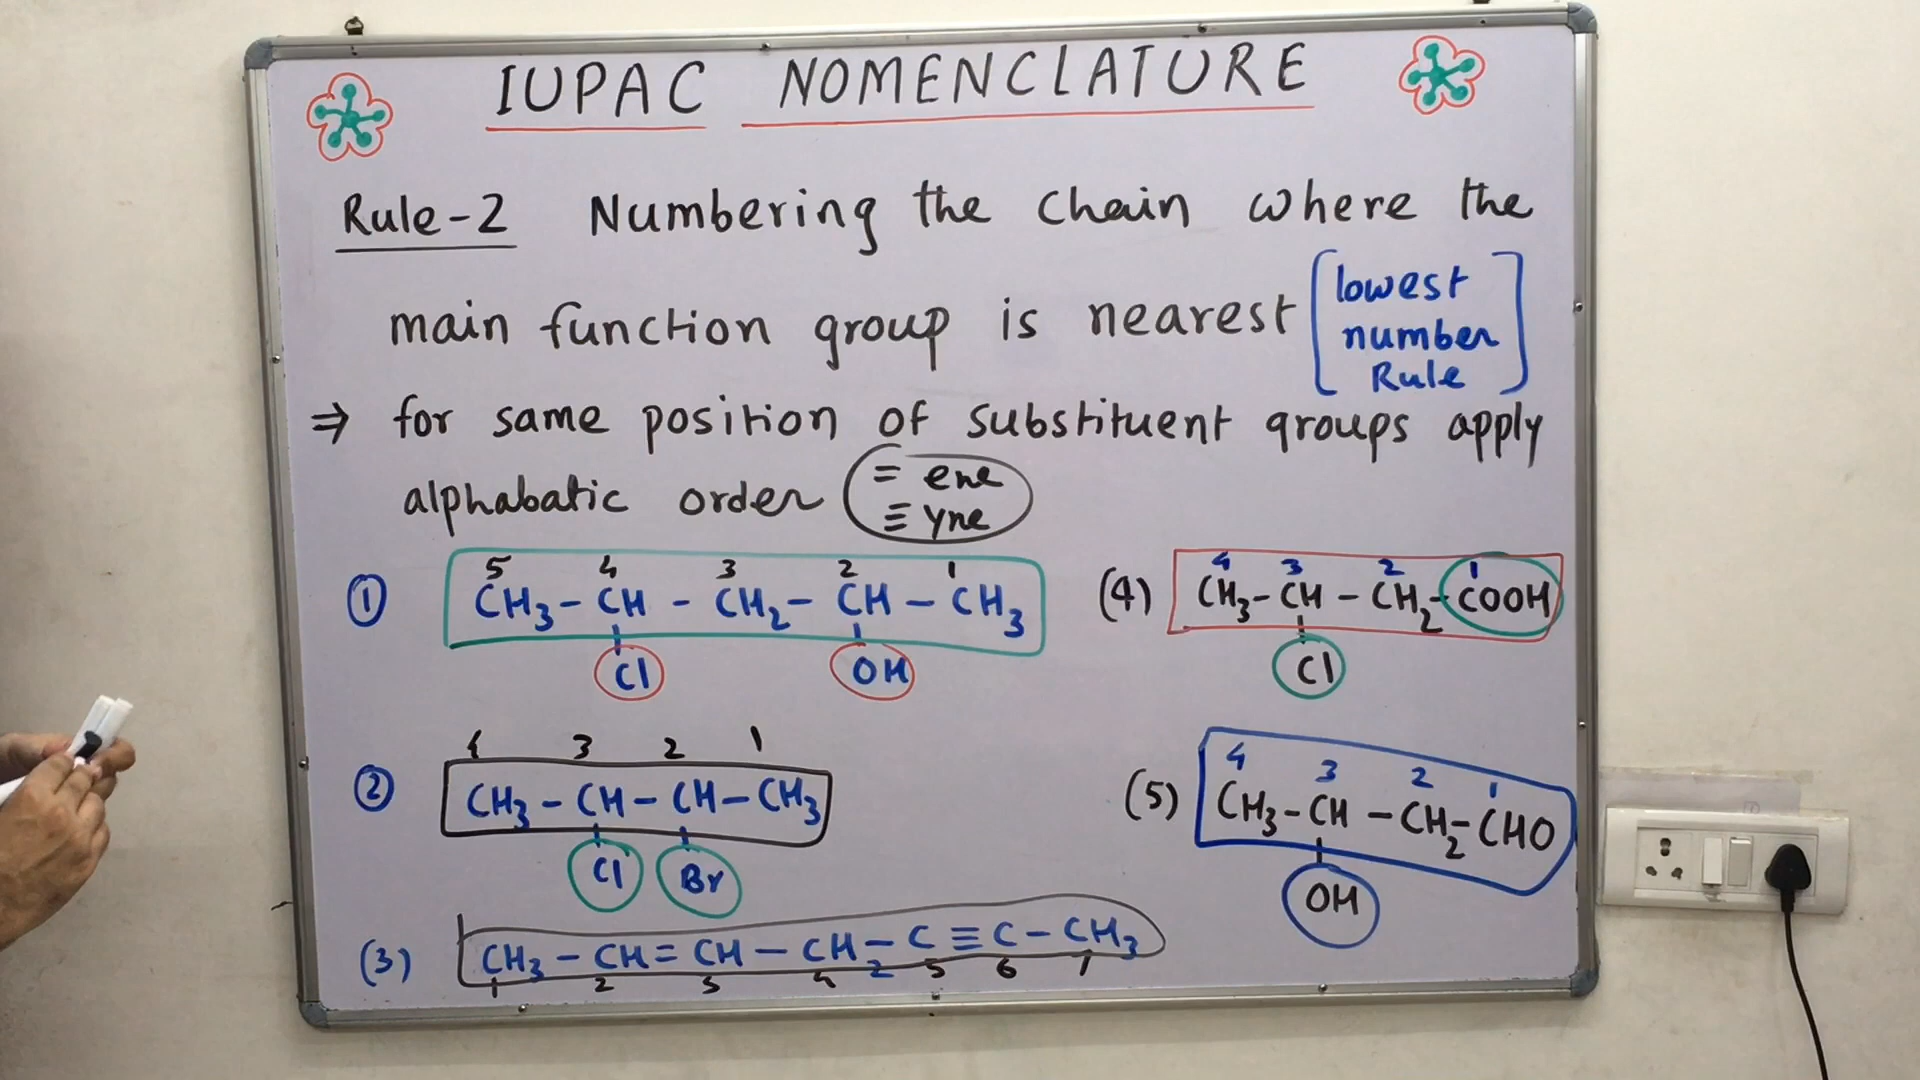 IUPAC NOMENCLATURE
Rule-2 Numbering the chain where the
main function group is nearest [lowest number Rule]
⇒ for same position of substituent groups apply
alphabatic order (= ene ≡ yne)
5 4 3 2 1
① CH3 - CH - CH2 - CH - CH3
Cl OH
4 3 2 1
② CH3 - CH - CH - CH3
Cl Br
(3) CH3 - CH = CH - CH2 - C ≡ C - CH3
1 2 3 4 5 6 7
4 3 2 1
(4) CH3 - CH - CH2 - COOH
Cl
4 3 2 1
(5) CH3 - CH - CH2 - CHO
OH